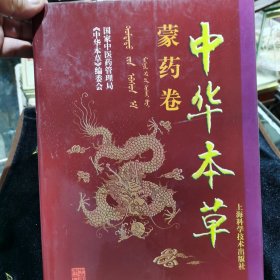 中华本草
蒙药卷
国家中医药管理局
《中华本草》编委会
上海科学技术出版社